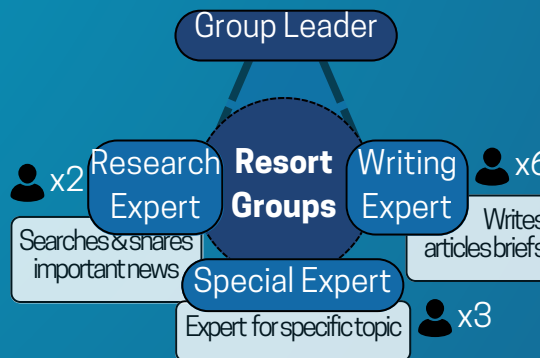 Group Leader
x2
Research
Expert
Resort
Groups
Writing
Expert
x6
Searches & shares
important news
Writes
articles briefs
Special Expert
Expert for specific topic
x3